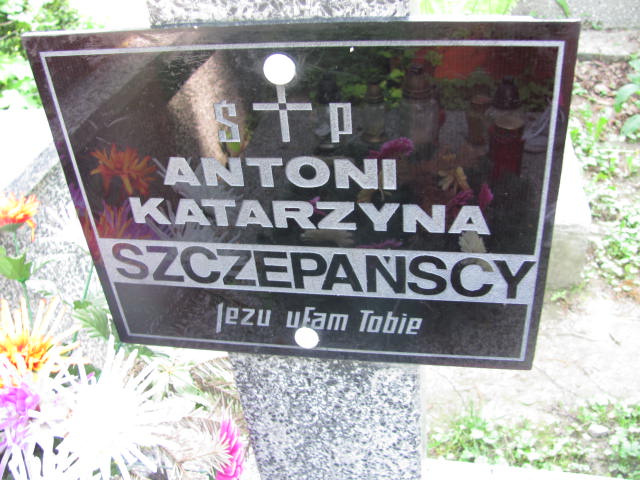 Ś P
ANTONI
KATARZYNA
SZCZEPAŃSCY
Jezu ufam Tobie